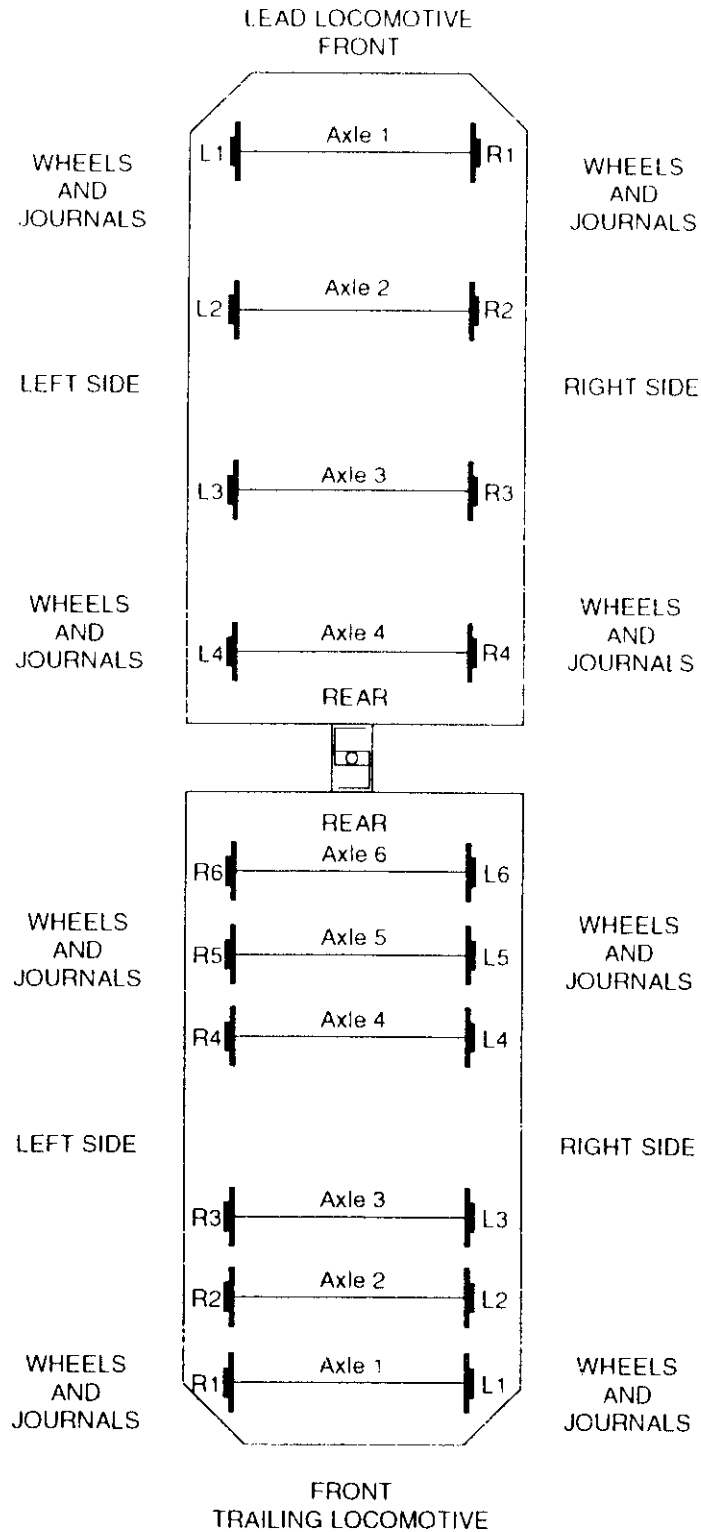 LEAD LOCOMOTIVE
FRONT
Axle 1
L1
R1
WHEELS
AND
JOURNALS
WHEELS
AND
JOURNALS
Axle 2
L2
R2
LEFT SIDE
RIGHT SIDE
Axle 3
L3
R3
WHEELS
AND
JOURNALS
WHEELS
AND
JOURNALS
Axle 4
L4
R4
REAR
REAR
Axle 6
R6
L6
WHEELS
AND
JOURNALS
WHEELS
AND
JOURNALS
Axle 5
R5
L5
Axle 4
R4
L4
LEFT SIDE
RIGHT SIDE
Axle 3
R3
L3
Axle 2
R2
L2
WHEELS
AND
JOURNALS
WHEELS
AND
JOURNALS
Axle 1
R1
L1
FRONT
TRAILING LOCOMOTIVE